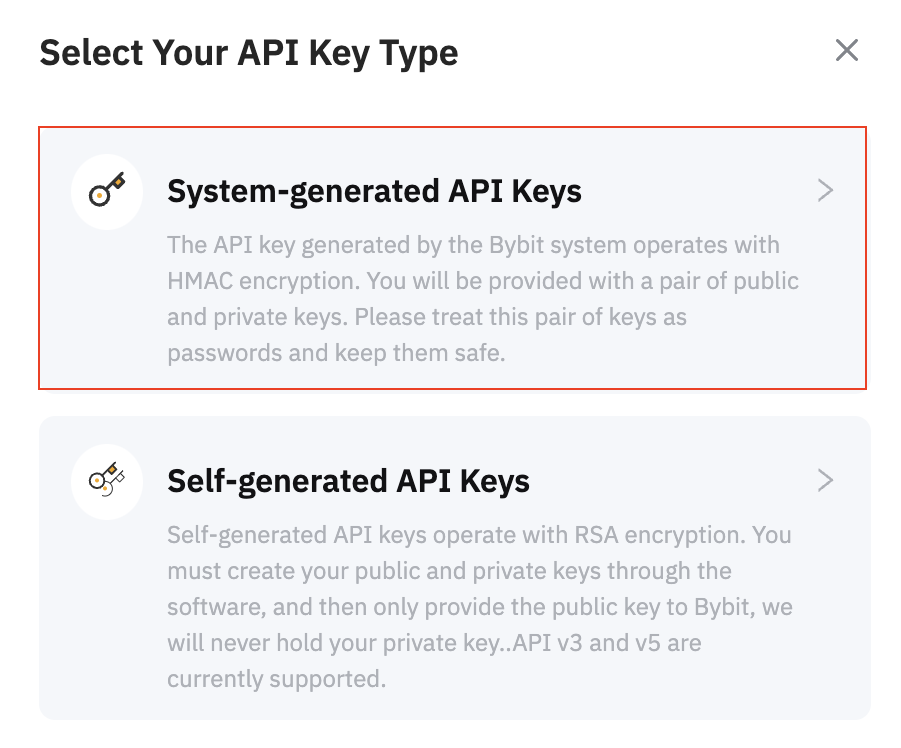 Select Your API Key Type
System-generated API Keys
The API key generated by the Bybit system operates with
HMAC encryption. You will be provided with a pair of public
and private keys. Please treat this pair of keys as
passwords and keep them safe.
Self-generated API Keys
Self-generated API keys operate with RSA encryption. You
must create your public and private keys through the
software, and then only provide the public key to Bybit, we
will never hold your private key..API v3 and v5 are
currently supported.